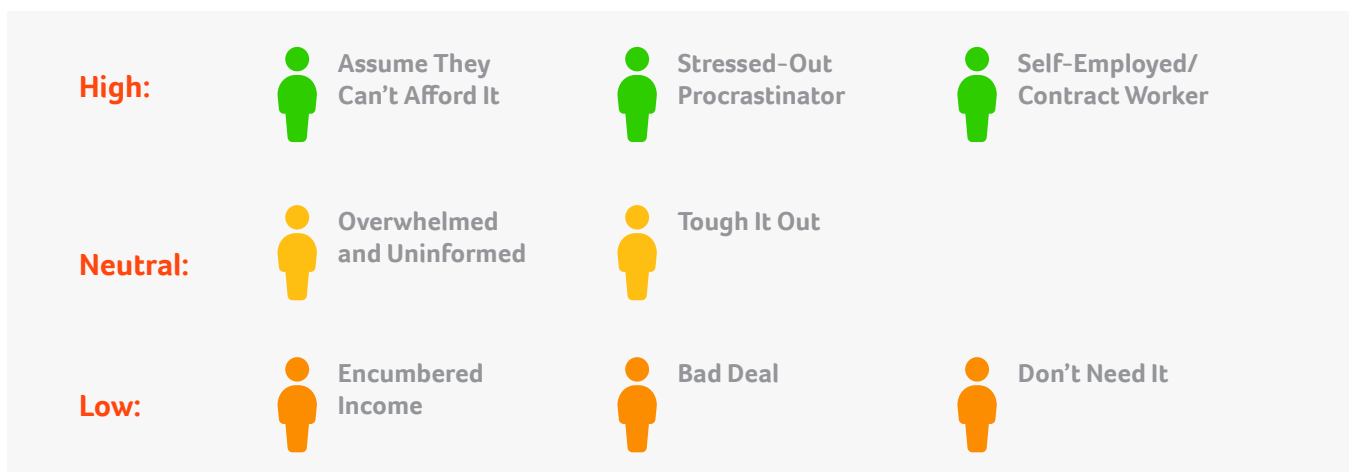 High:
Assume They
Can’t Afford It
Stressed-Out
Procrastinator
Self-Employed/
Contract Worker
Neutral:
Overwhelmed
and Uninformed
Tough It Out
Low:
Encumbered
Income
Bad Deal
Don’t Need It